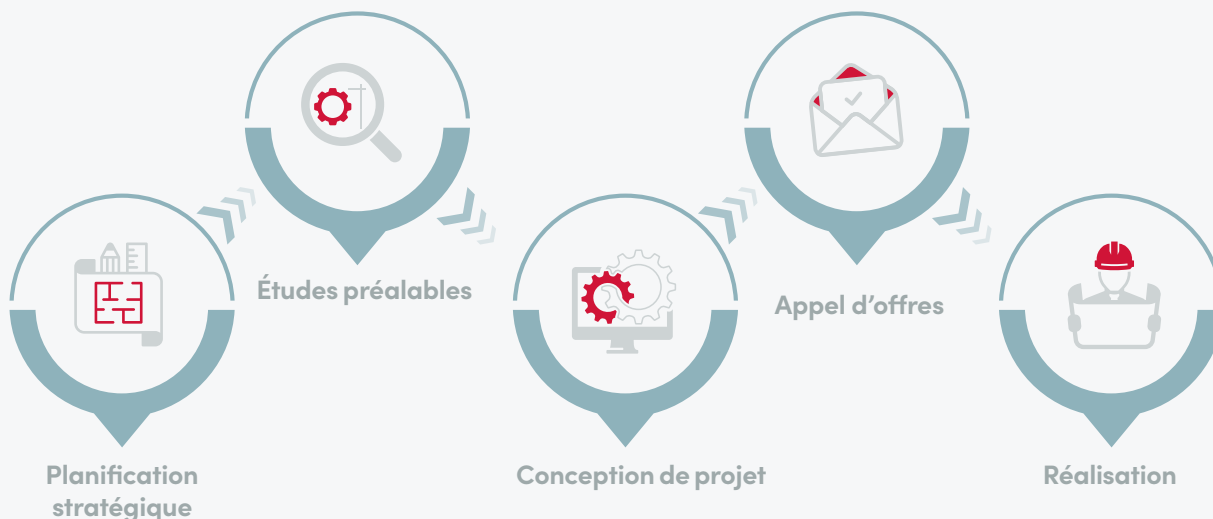 Planification
stratégique
Études préalables
Conception de projet
Appel d’offres
Réalisation